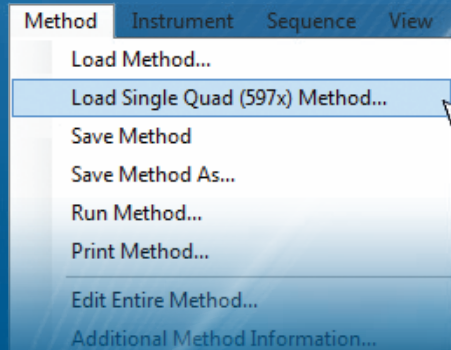 Method Instrument Sequence View
Load Method...
Load Single Quad (597x) Method...
Save Method
Save Method As...
Run Method...
Print Method...
Edit Entire Method...
Additional Method Information...